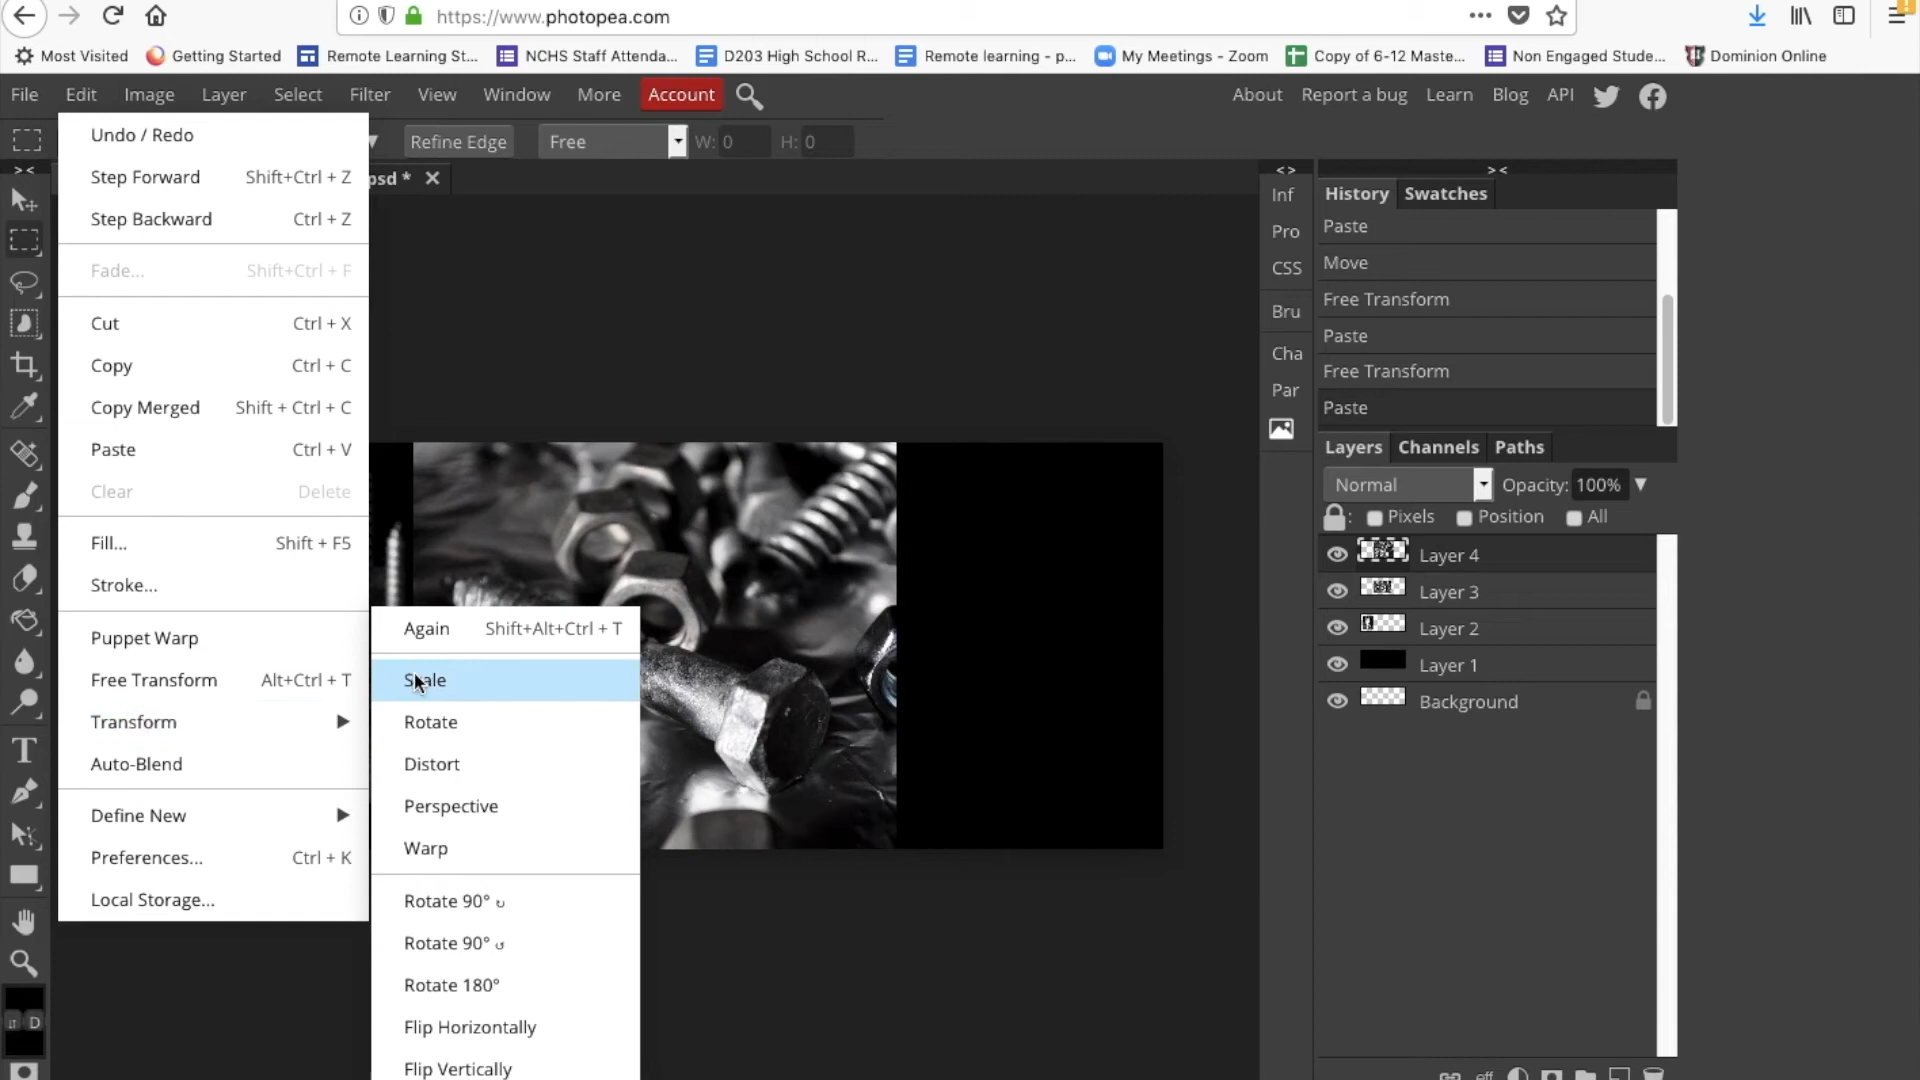 https://www.photopea.com
Most Visited Getting Started Remote Learning St... NCHS Staff Attenda... D203 High School R... Remote learning - p... My Meetings - Zoom Copy of 6-12 Maste... Non Engaged Stude... Dominion Online
File Edit Image Layer Select Filter View Window More Account About Report a bug Learn Blog API
Refine Edge Free W: 0 H: 0
psd * 
Undo / Redo
Step Forward Shift+Ctrl + Z
Step Backward Ctrl + Z
Fade... Shift+Ctrl + F
Cut Ctrl + X
Copy Ctrl + C
Copy Merged Shift + Ctrl + C
Paste Ctrl + V
Clear Delete
Fill... Shift + F5
Stroke...
Puppet Warp
Free Transform Alt+Ctrl + T
Transform
Auto-Blend
Define New
Preferences... Ctrl + K
Local Storage...
Again Shift+Alt+Ctrl + T
Scale
Rotate
Distort
Perspective
Warp
Rotate 90°
Rotate 90°
Rotate 180°
Flip Horizontally
Flip Vertically
T
D
Inf
Pro
CSS
Bru
Cha
Par
History Swatches
Paste
Move
Free Transform
Paste
Free Transform
Paste
Layers Channels Paths
Normal Opacity: 100%
: Pixels Position All
Layer 4
Layer 3
Layer 2
Layer 1
Background
eff